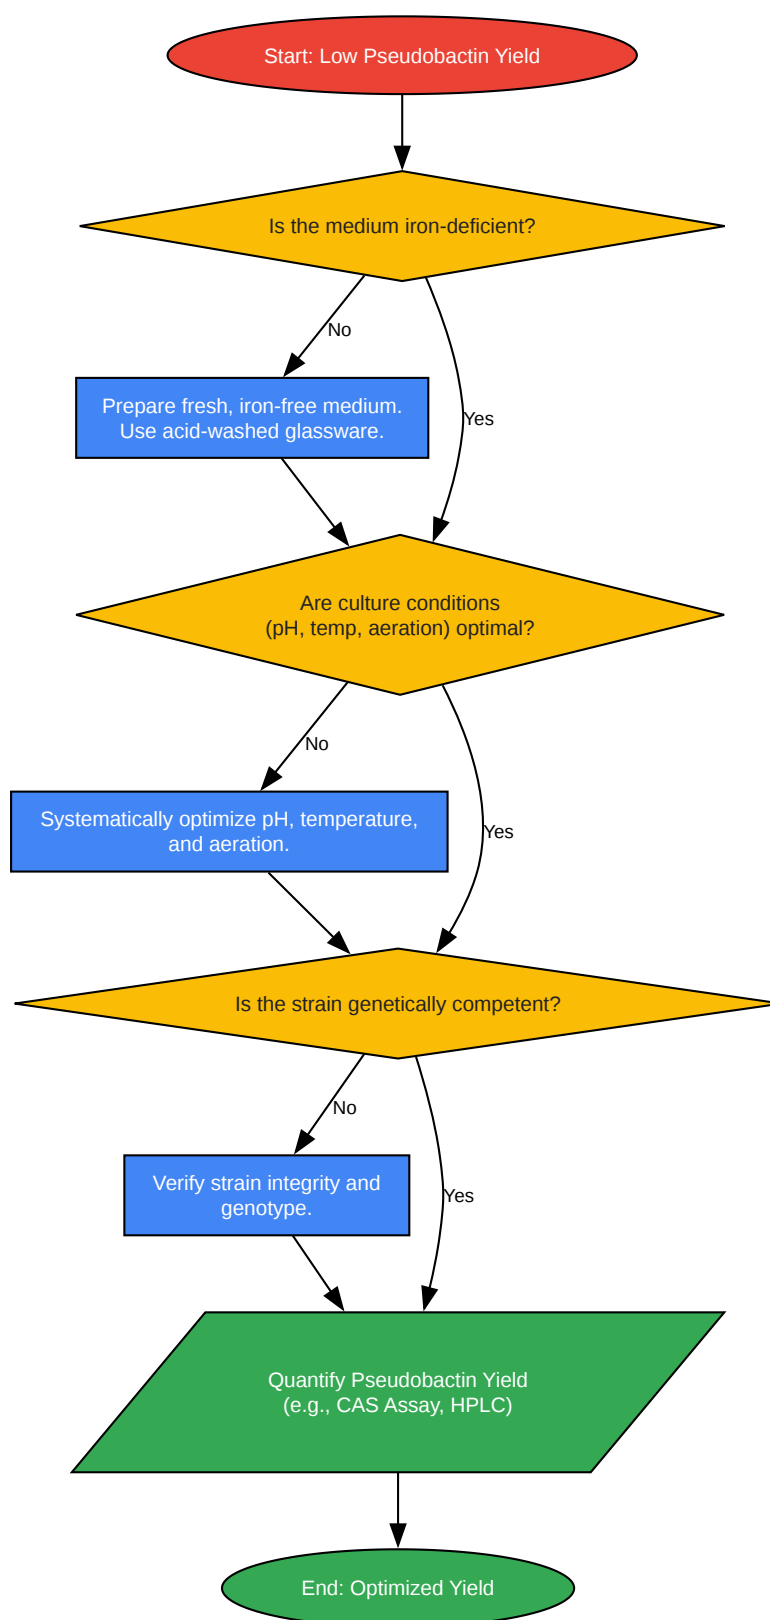 Start: Low Pseudobactin Yield
Is the medium iron-deficient?
No
Prepare fresh, iron-free medium.
Use acid-washed glassware.
Yes
Are culture conditions
(pH, temp, aeration) optimal?
No
Systematically optimize pH, temperature,
and aeration.
Yes
Is the strain genetically competent?
No
Verify strain integrity and
genotype.
Yes
Quantify Pseudobactin Yield
(e.g., CAS Assay, HPLC)
End: Optimized Yield